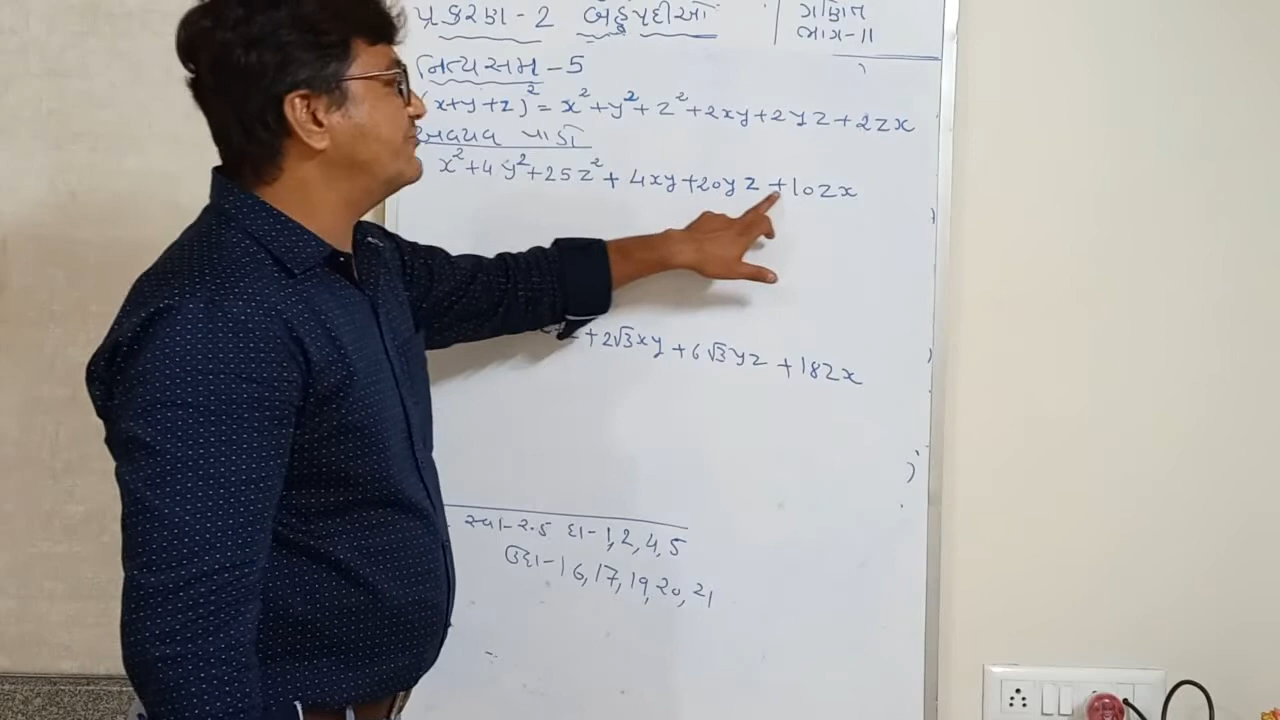 પ્રકરણ-2 બહુપદીઓ
ગણિત
ભાગ-11
નિત્યસમ-5
(x+y+z)² = x²+y²+z²+2xy+2yz+2zx
અવયવ પાડો
x²+4y²+25z²+4xy+20yz+10zx
+2√3xy+6√3yz+18zx
સ્વા-2.5 દા-1,2,4,5
ઉદા-16,17,19,20,21